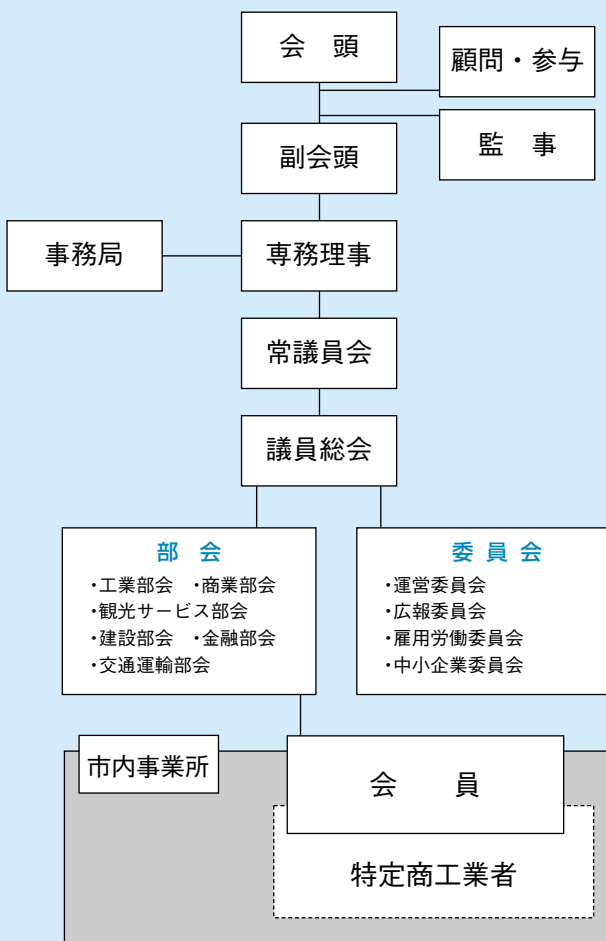 会　頭
顧問・参与
監　事
副会頭
事務局
専務理事
常議員会
議員総会
部 会
・工業部会　・商業部会
・観光サービス部会
・建設部会　・金融部会
・交通運輸部会
委 員 会
・運営委員会
・広報委員会
・雇用労働委員会
・中小企業委員会
市内事業所
会　　員
特定商工業者